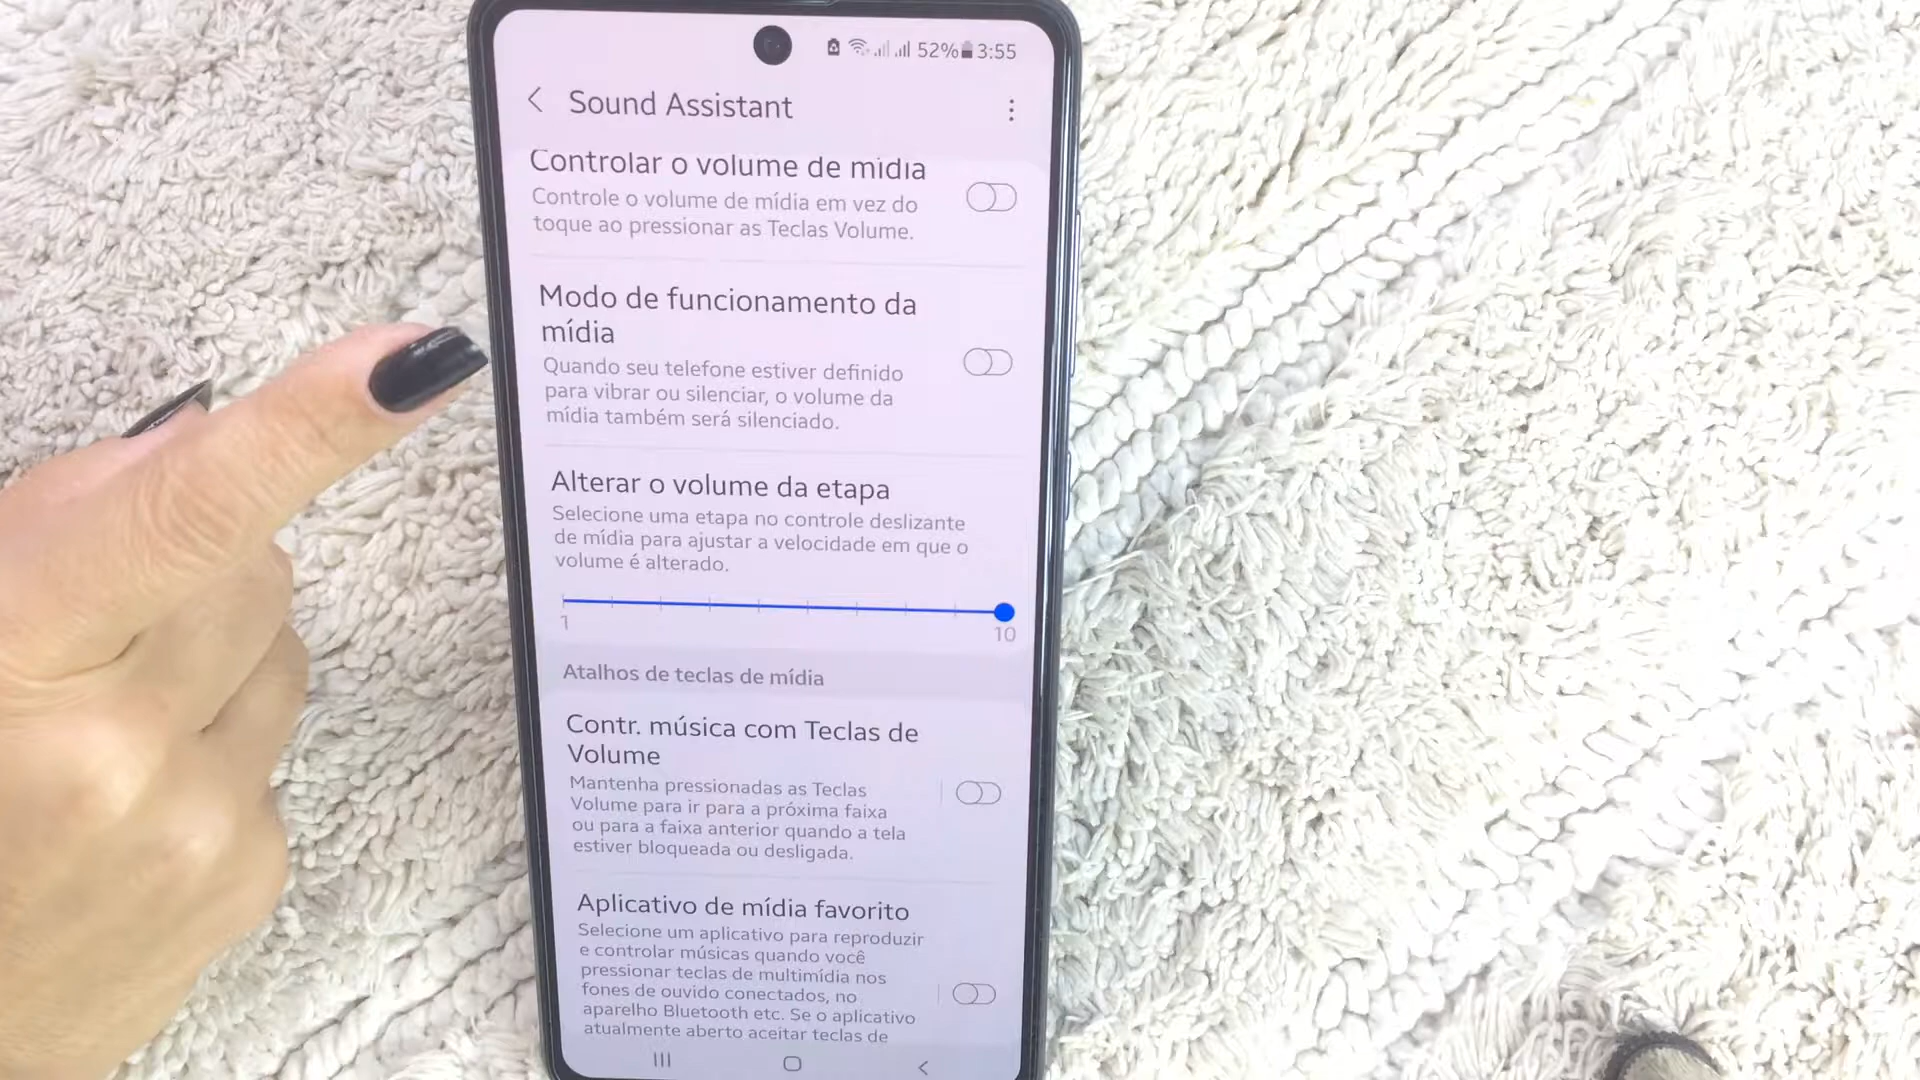 52% 3:55
Sound Assistant
Controlar o volume de mídia
Controle o volume de mídia em vez do
toque ao pressionar as Teclas Volume.
Modo de funcionamento da
mídia
Quando seu telefone estiver definido
para vibrar ou silenciar, o volume da
mídia também será silenciado.
Alterar o volume da etapa
Selecione uma etapa no controle deslizante
de mídia para ajustar a velocidade em que o
volume é alterado.
1
10
Atalhos de teclas de mídia
Contr. música com Teclas de
Volume
Mantenha pressionadas as Teclas
Volume para ir para a próxima faixa
ou para a faixa anterior quando a tela
estiver bloqueada ou desligada.
Aplicativo de mídia favorito
Selecione um aplicativo para reproduzir
e controlar músicas quando você
pressionar teclas de multimídia nos
fones de ouvido conectados, no
aparelho Bluetooth etc. Se o aplicativo
atualmente aberto aceitar teclas de